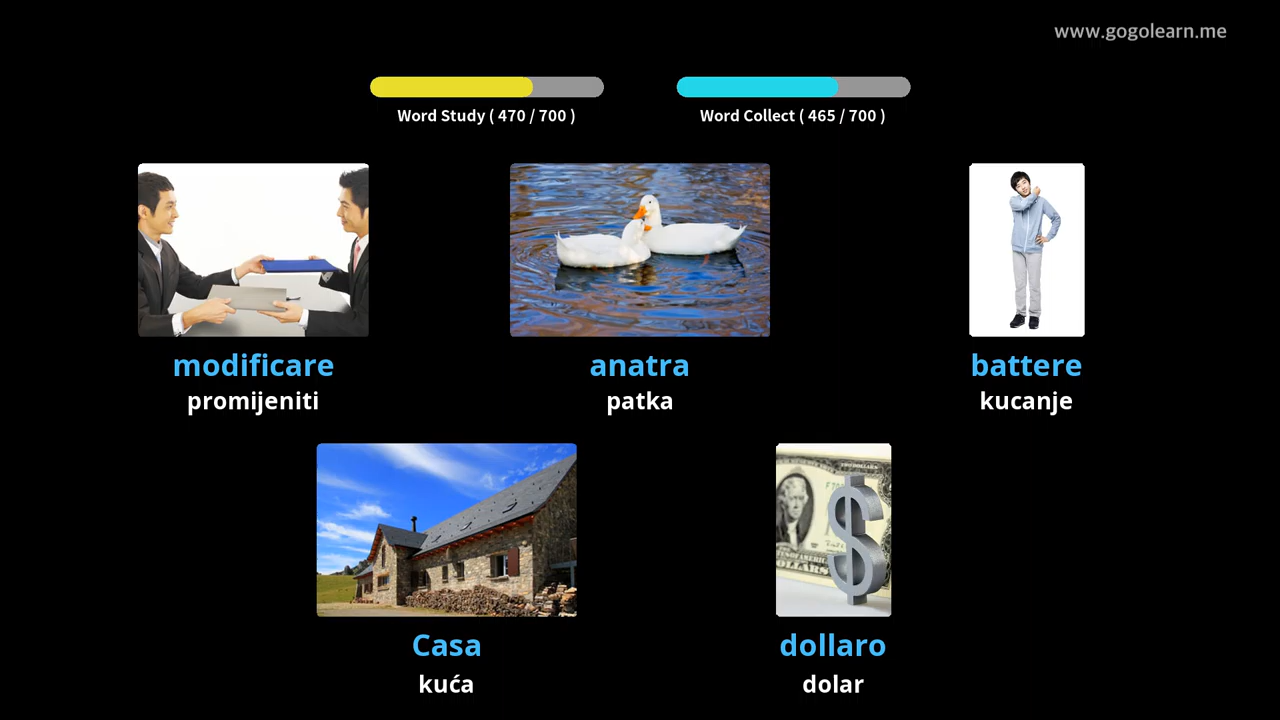 www.gogolearn.me
Word Study ( 470 / 700 )
Word Collect ( 465 / 700 )
modificare
promijeniti
anatra
patka
battere
kucanje
Casa
kuća
dollaro
dolar